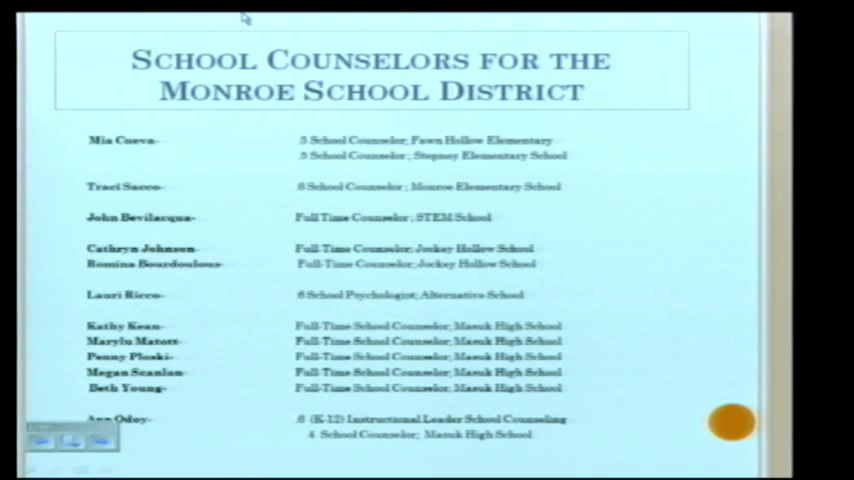 SCHOOL COUNSELORS FOR THE
MONROE SCHOOL DISTRICT
Mia Cueva- .5 School Counselor; Fawn Hollow Elementary
.5 School Counselor ; Stepney Elementary School
Traci Sacco- .6 School Counselor ; Monroe Elementary School
John Bevilacqua- Full Time Counselor ; STEM School
Cathryn Johnson- Full-Time Counselor; Jockey Hollow School
Romina Bourdoulous- Full-Time Counselor; Jockey Hollow School
Lauri Ricco- .6 School Psychologist; Alternative School
Kathy Kean- Full-Time School Counselor; Masuk High School
Marylu Matott- Full-Time School Counselor; Masuk High School
Penny Ploski- Full-Time School Counselor; Masuk High School
Megan Scanlon- Full-Time School Counselor; Masuk High School
Beth Young- Full-Time School Counselor; Masuk High School
.6 (K-12) Instructional Leader School Counseling
.4 School Counselor; Masuk High School